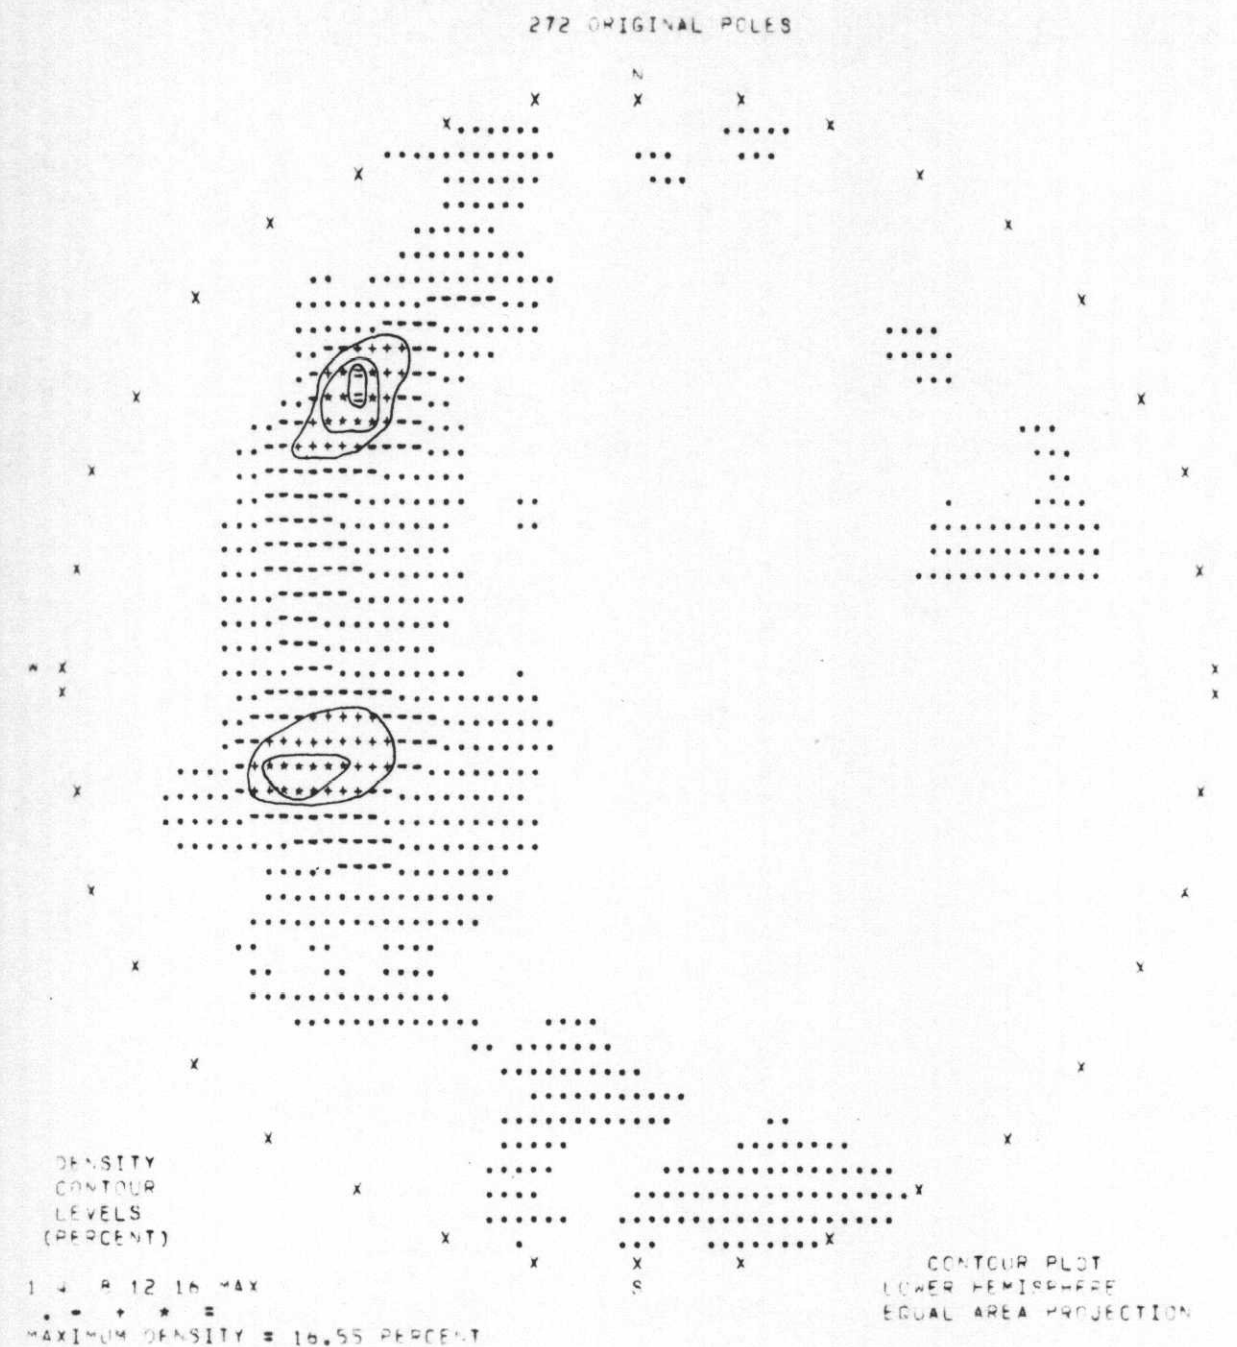 272 ORIGINAL POLES
N
W
DENSITY
CONTOUR
LEVELS
(PERCENT)
1 4 8 12 16 MAX
. - + * =
MAXIMUM DENSITY = 16.55 PERCENT
S
CONTOUR PLOT
LOWER HEMISPHERE
EQUAL AREA PROJECTION